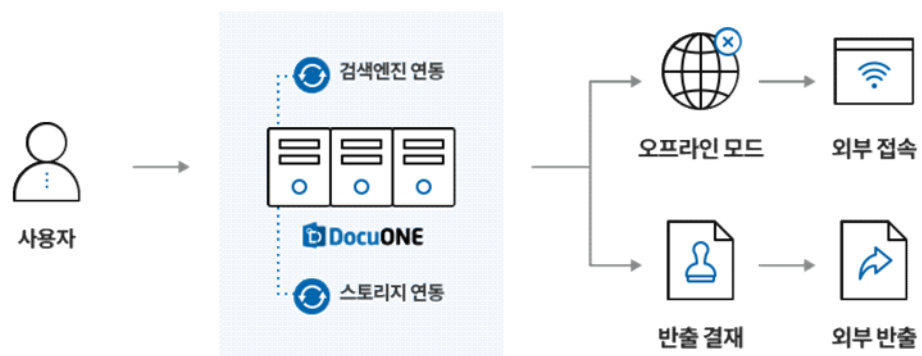 사용자
검색엔진 연동
DocuONE
스토리지 연동
오프라인 모드
외부 접속
반출 결재
외부 반출